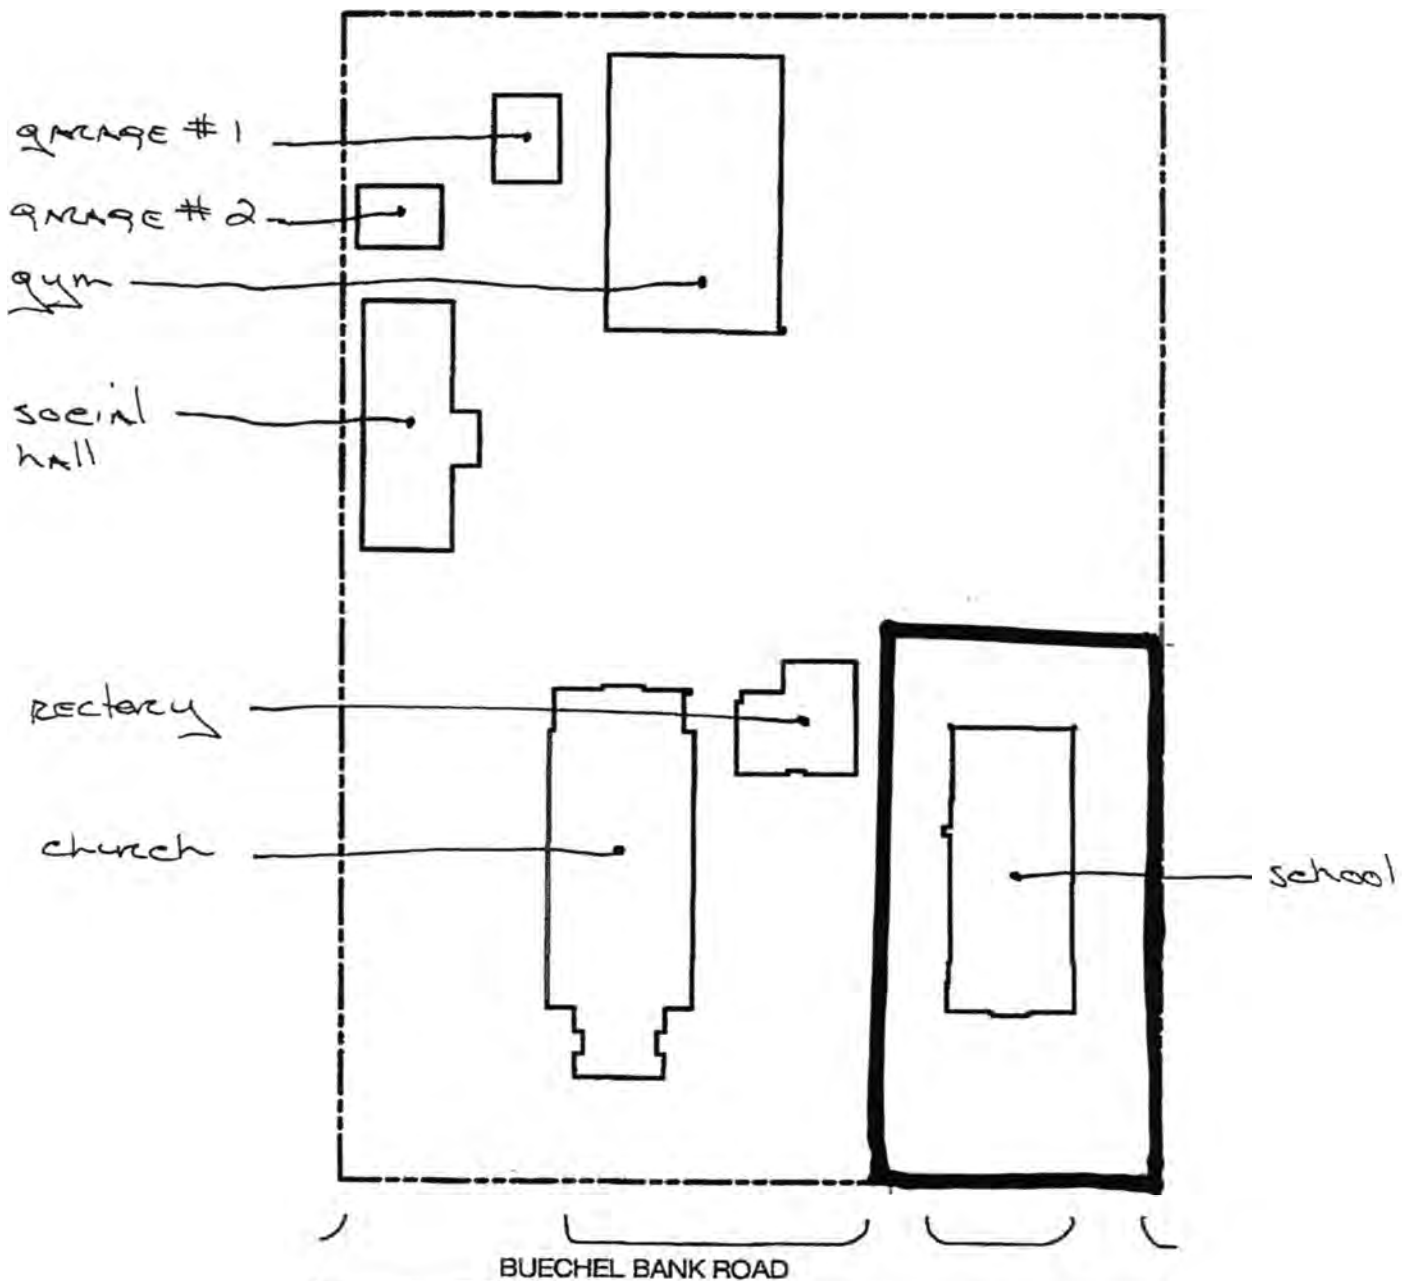 garage # 1
garage # 2
gym
social
hall
rectory
church
school
BUECHEL BANK ROAD